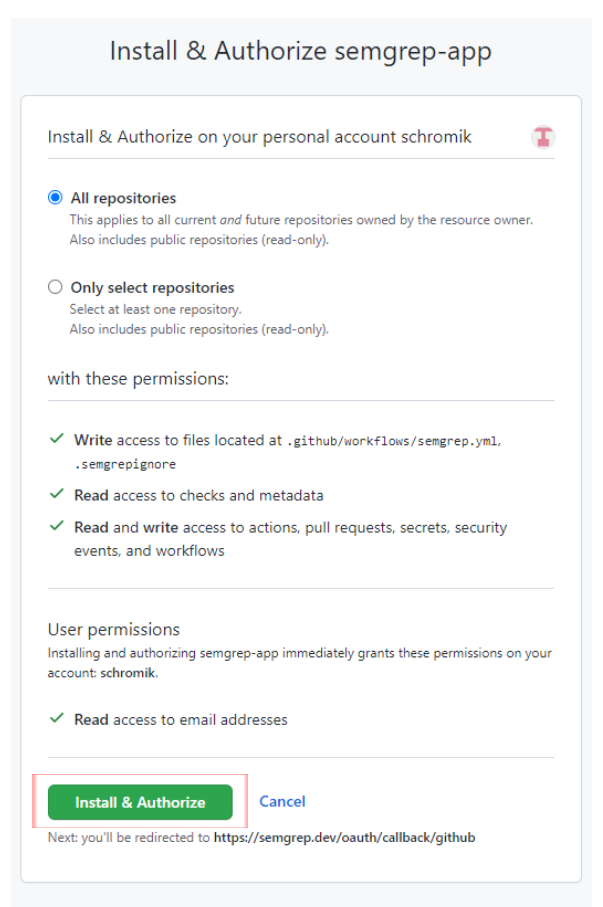 Install & Authorize semgrep-app
Install & Authorize on your personal account schromik
All repositories
This applies to all current and future repositories owned by the resource owner.
Also includes public repositories (read-only).
Only select repositories
Select at least one repository.
Also includes public repositories (read-only).
with these permissions:
Write access to files located at .github/workflows/semgrep.yml,
.semgrepignore
Read access to checks and metadata
Read and write access to actions, pull requests, secrets, security
events, and workflows
User permissions
Installing and authorizing semgrep-app immediately grants these permissions on your
account: schromik.
Read access to email addresses
Install & Authorize Cancel
Next: you'll be redirected to https://semgrep.dev/oauth/callback/github